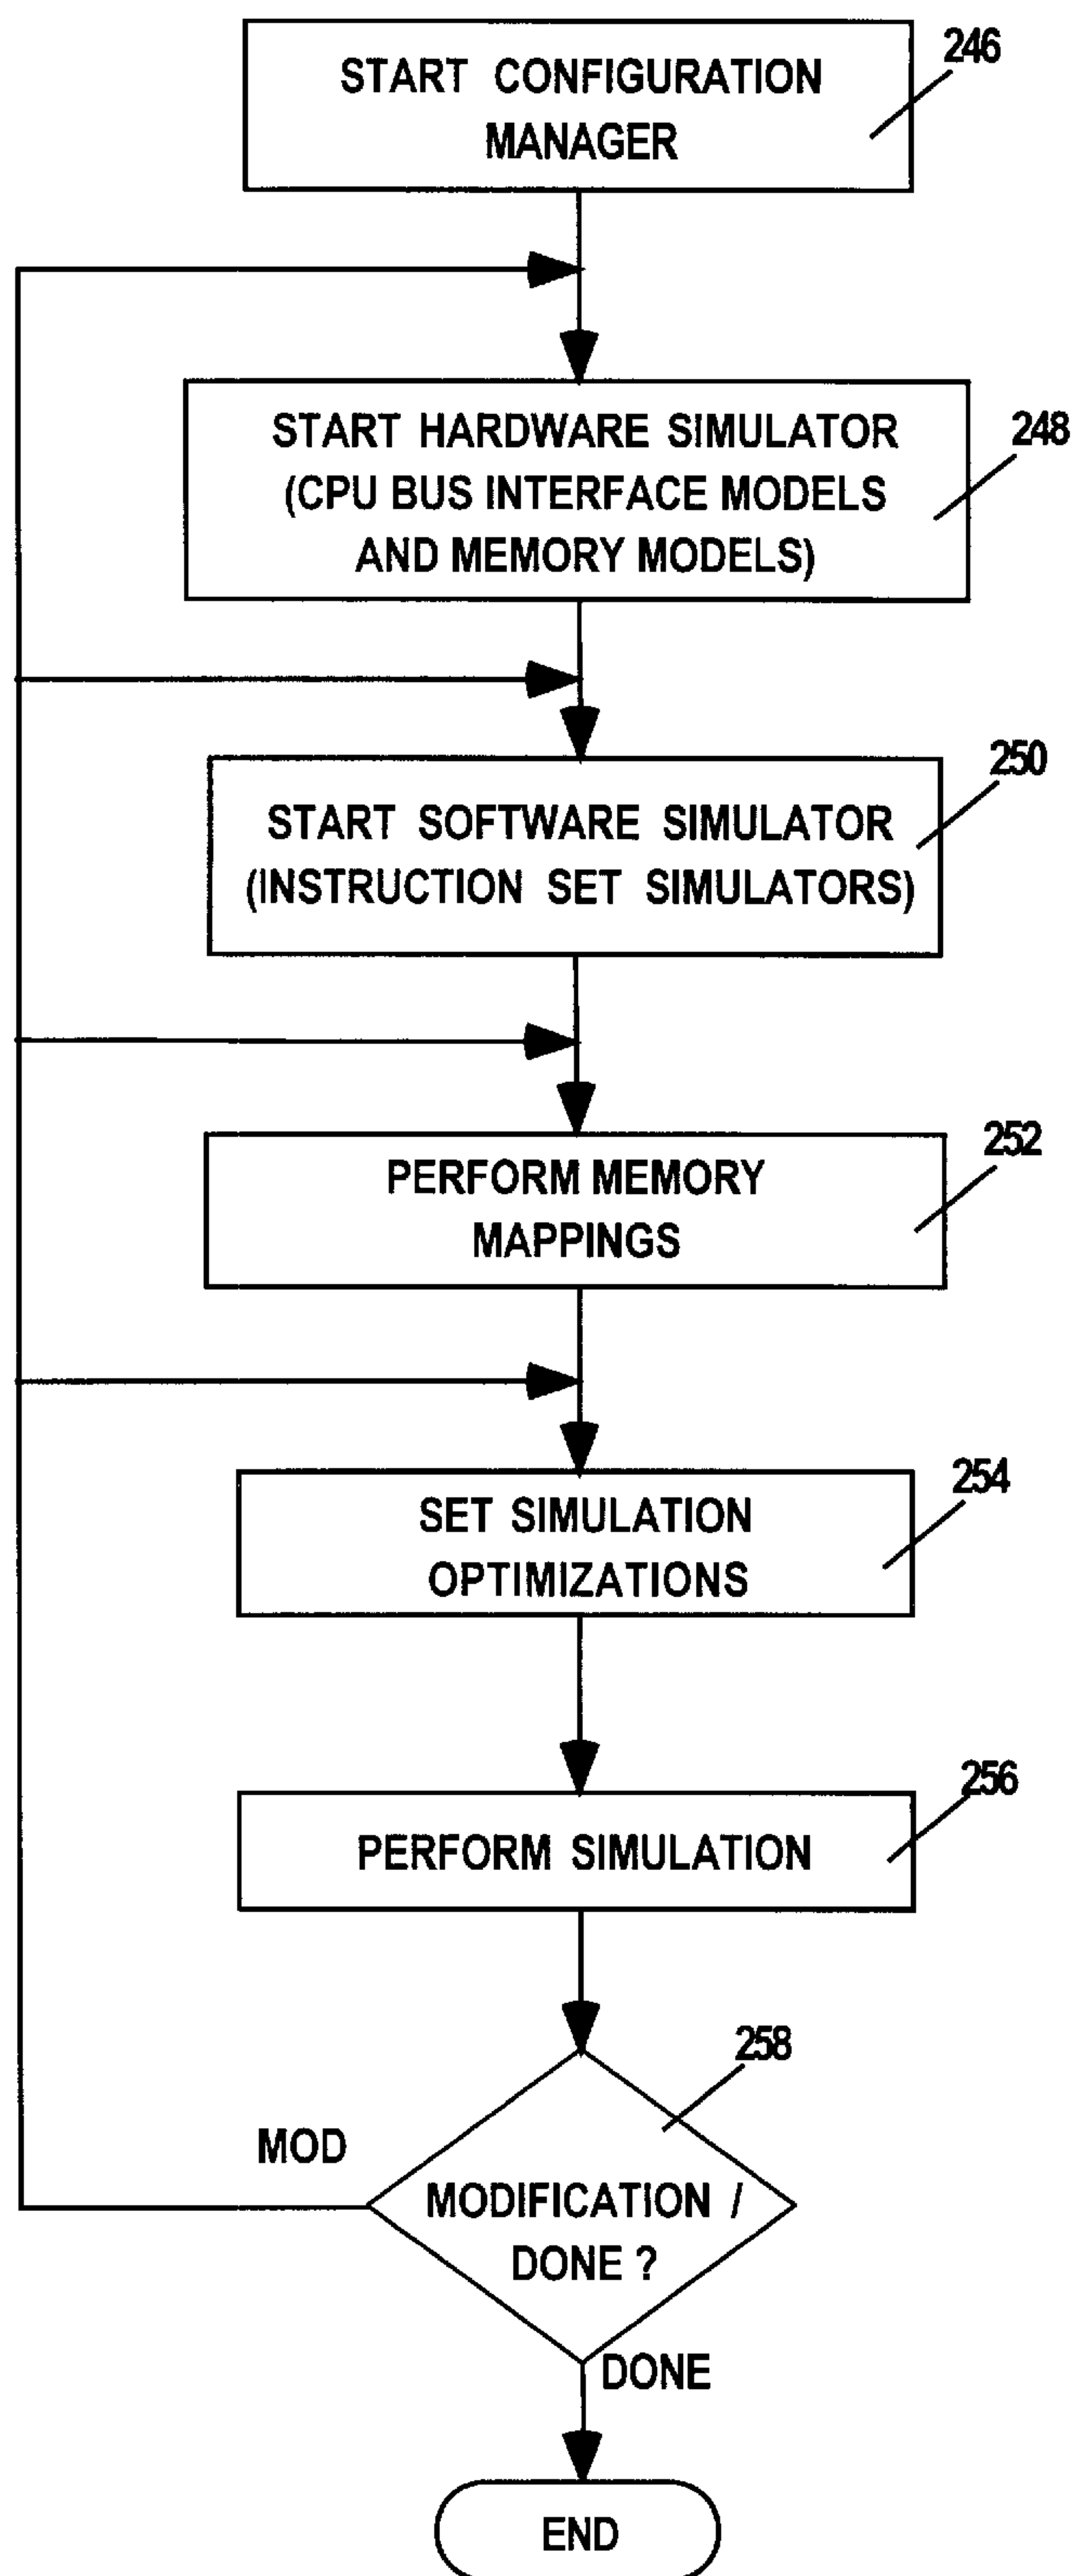 START CONFIGURATION
MANAGER
246
START HARDWARE SIMULATOR
(CPU BUS INTERFACE MODELS
AND MEMORY MODELS)
248
START SOFTWARE SIMULATOR
(INSTRUCTION SET SIMULATORS)
250
PERFORM MEMORY
MAPPINGS
252
SET SIMULATION
OPTIMIZATIONS
254
PERFORM SIMULATION
256
258
MOD
MODIFICATION /
DONE ?
DONE
END